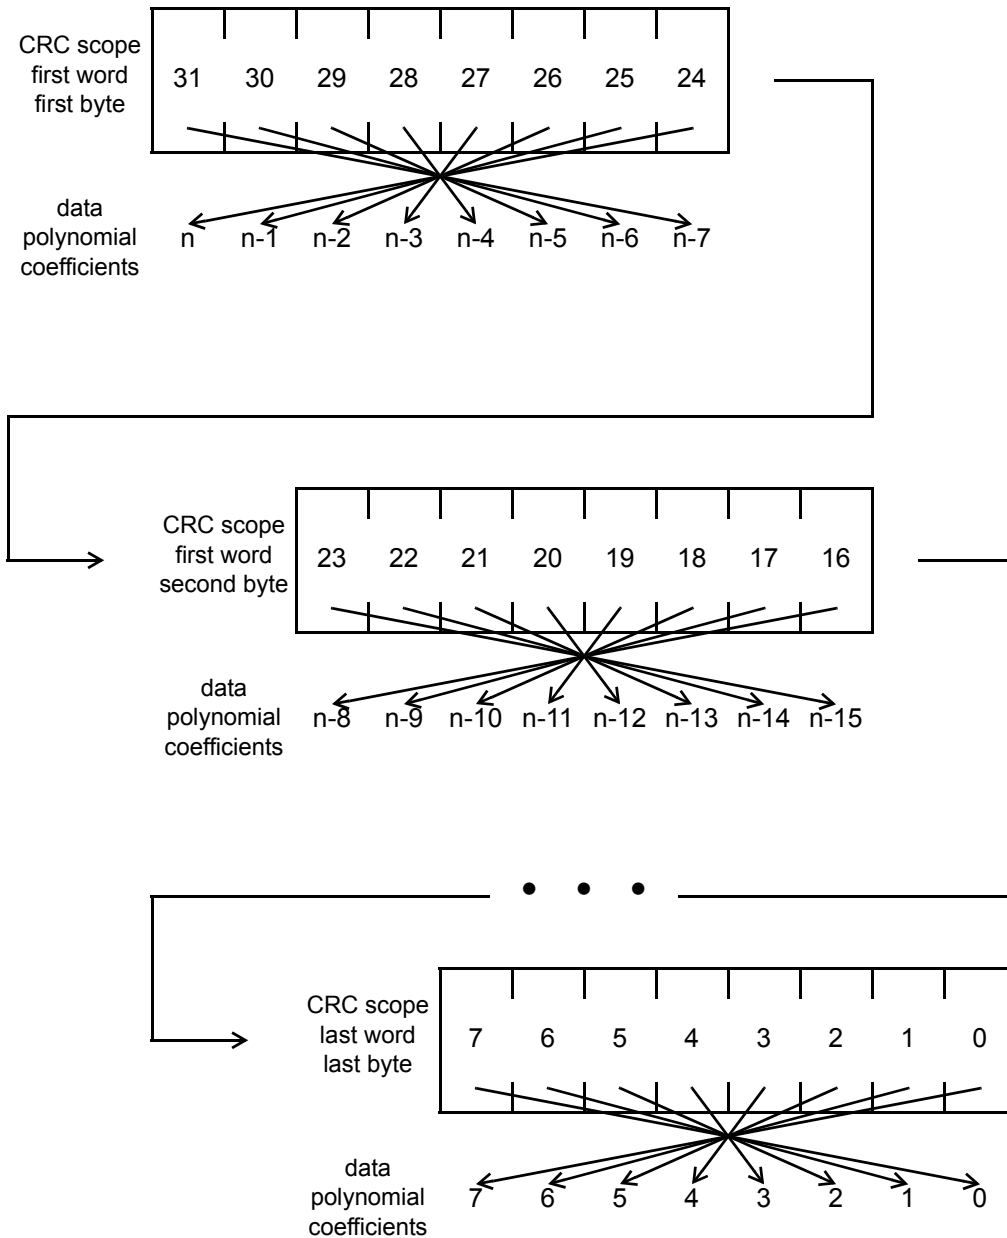 CRC scope
first word
first byte
31 30 29 28 27 26 25 24
data
polynomial
coefficients
n n-1 n-2 n-3 n-4 n-5 n-6 n-7
CRC scope
first word
second byte
23 22 21 20 19 18 17 16
data
polynomial
coefficients
n-8 n-9 n-10 n-11 n-12 n-13 n-14 n-15
• • •
CRC scope
last word
last byte
7 6 5 4 3 2 1 0
data
polynomial
coefficients
7 6 5 4 3 2 1 0